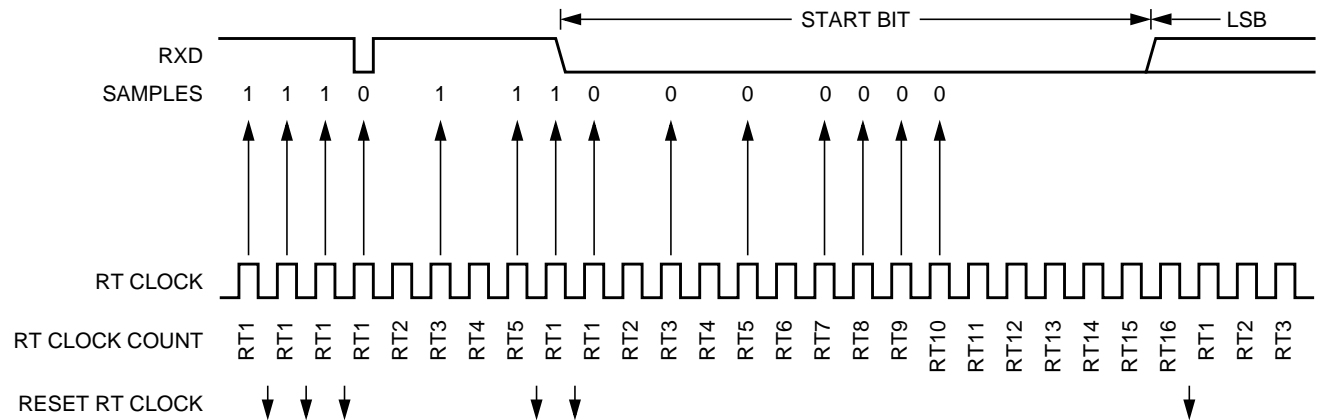 START BIT LSB
RXD
SAMPLES 1 1 1 0 1 1 1 0 0 0 0 0 0 0
RT CLOCK
RT CLOCK COUNT RT1 RT1 RT1 RT1 RT2 RT3 RT4 RT5 RT1 RT1 RT2 RT3 RT4 RT5 RT6 RT7 RT8 RT9 RT10 RT11 RT12 RT13 RT14 RT15 RT16 RT1 RT2 RT3
RESET RT CLOCK